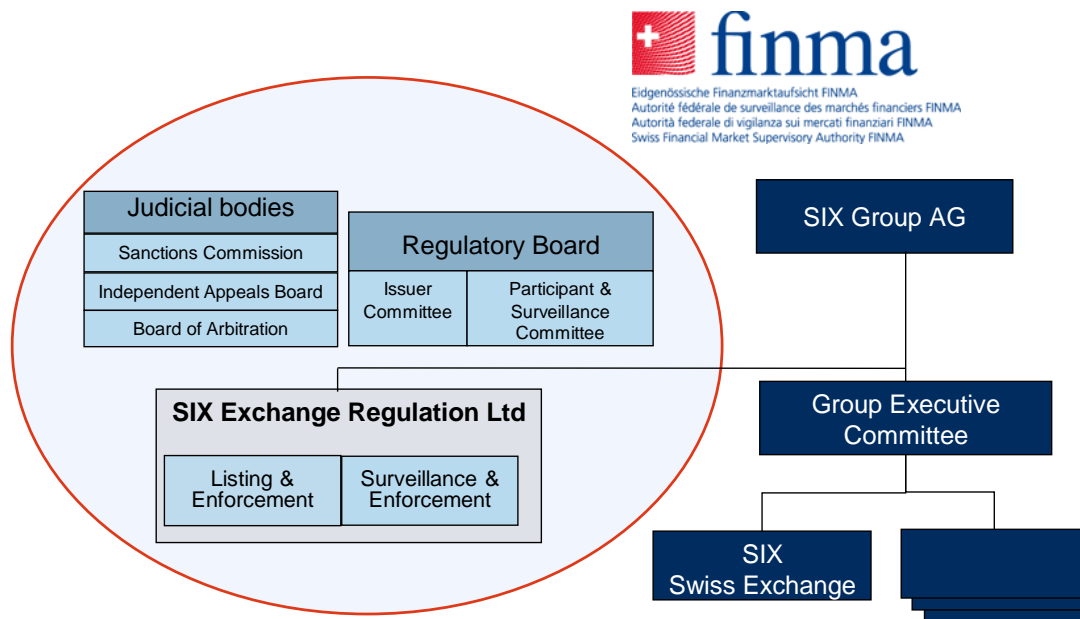 finma
Eidgenössische Finanzmarktaufsicht FINMA
Autorité fédérale de surveillance des marchés financiers FINMA
Autorità federale di vigilanza sui mercati finanziari FINMA
Swiss Financial Market Supervisory Authority FINMA
Judicial bodies
Sanctions Commission
Independent Appeals Board
Board of Arbitration
Regulatory Board
Issuer
Committee
Participant &
Surveillance
Committee
SIX Group AG
SIX Exchange Regulation Ltd
Listing &
Enforcement
Surveillance &
Enforcement
Group Executive
Committee
SIX
Swiss Exchange